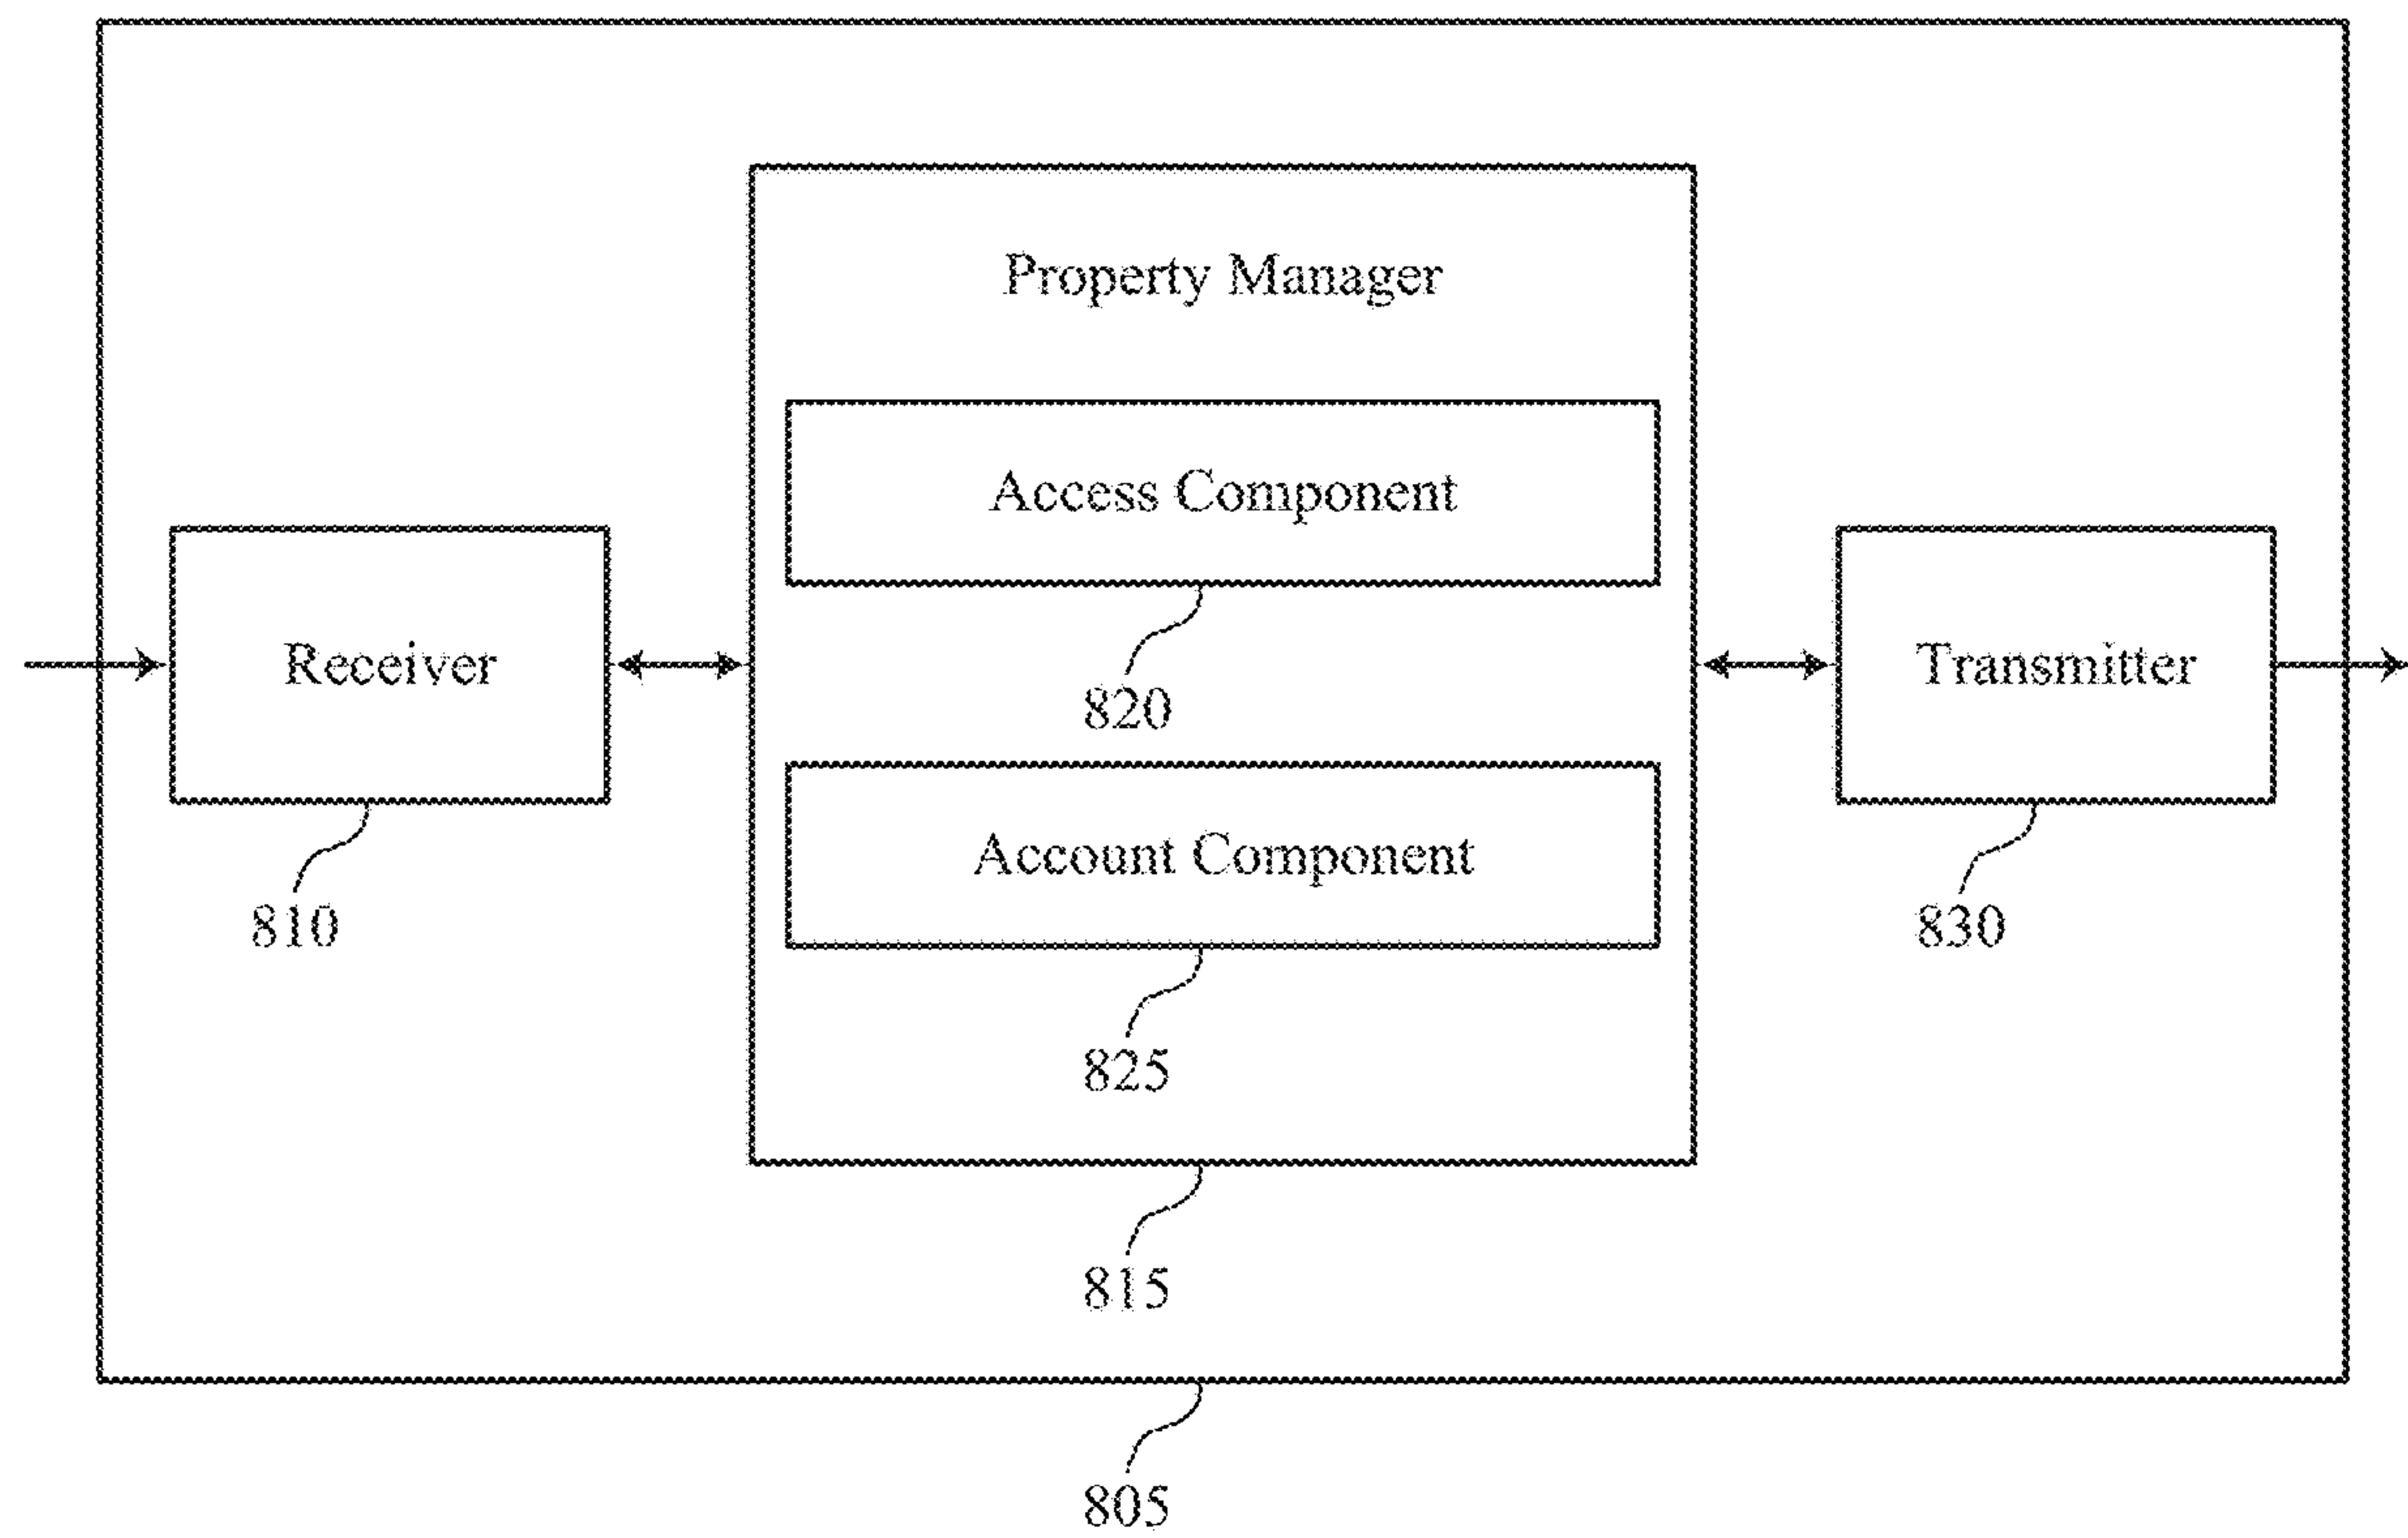 Property Manager
Access Component
820
Receiver
810
Account Component
825
Transmitter
830
815
805